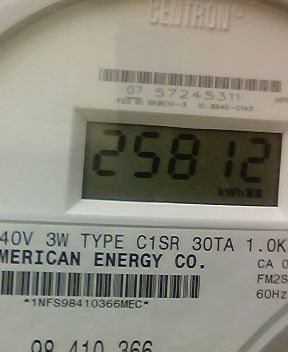 CENTRON®
07 57245311
25812
kWh
40V 3W TYPE C1SR 30TA 1.0K
MERICAN ENERGY CO.
CA 0
FM2S
60Hz
*1NFS98410366MEC*
98 410 366